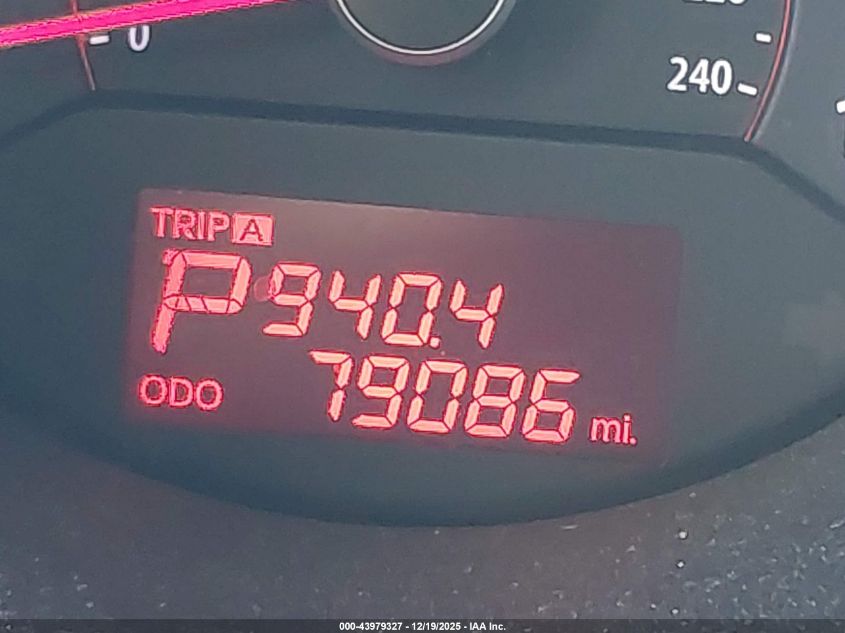 0
240
TRIP A
P 940.4
ODO 79086 mi.
000-43979327 - 12/19/2025 - IAA Inc.